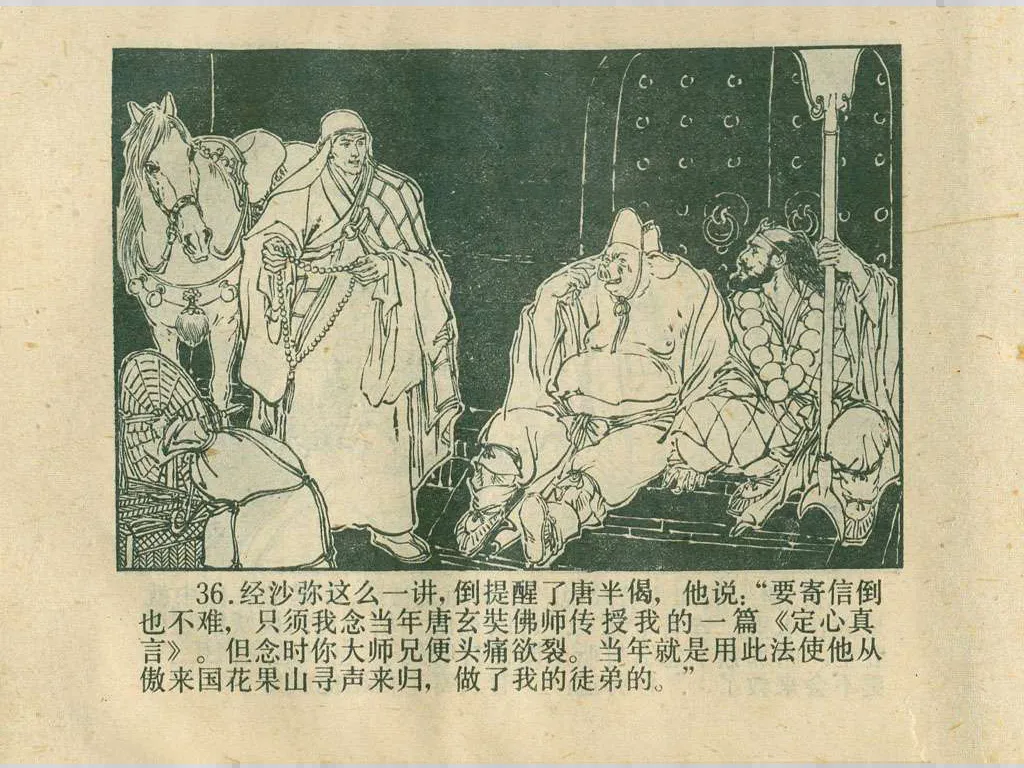 36.经沙弥这么一讲,倒提醒了唐半偈，他说:“要寄信倒
也不难，只须我念当年唐玄奘佛师传授我的一篇《定心真
言》。但念时你大师兄便头痛欲裂。当年就是用此法使他从
傲来国花果山寻声来归，做了我的徒弟的。”